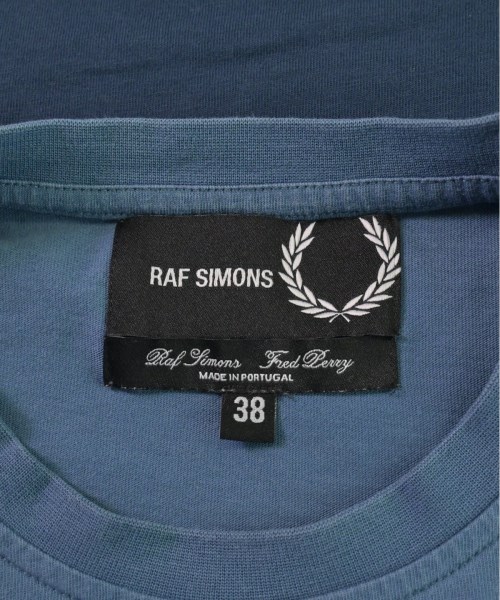 RAF SIMONS
Raf Simons Fred Perry
MADE IN PORTUGAL
38